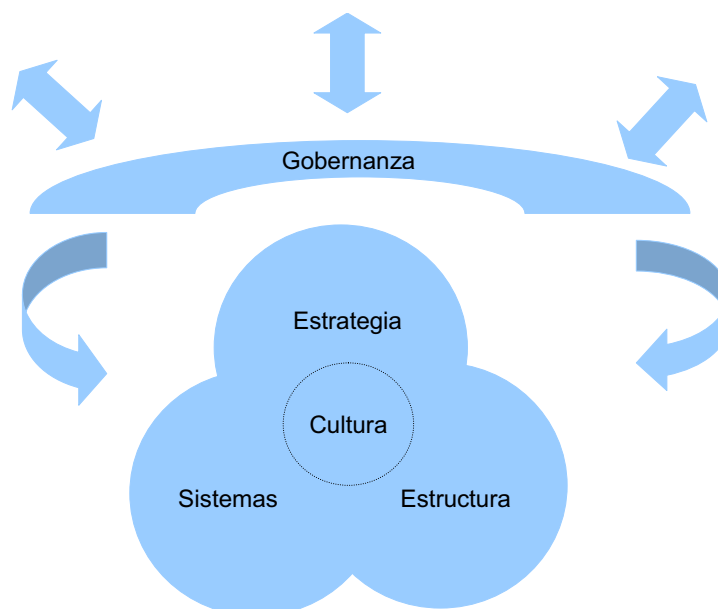 Gobernanza
Estrategia
Cultura
Sistemas
Estructura